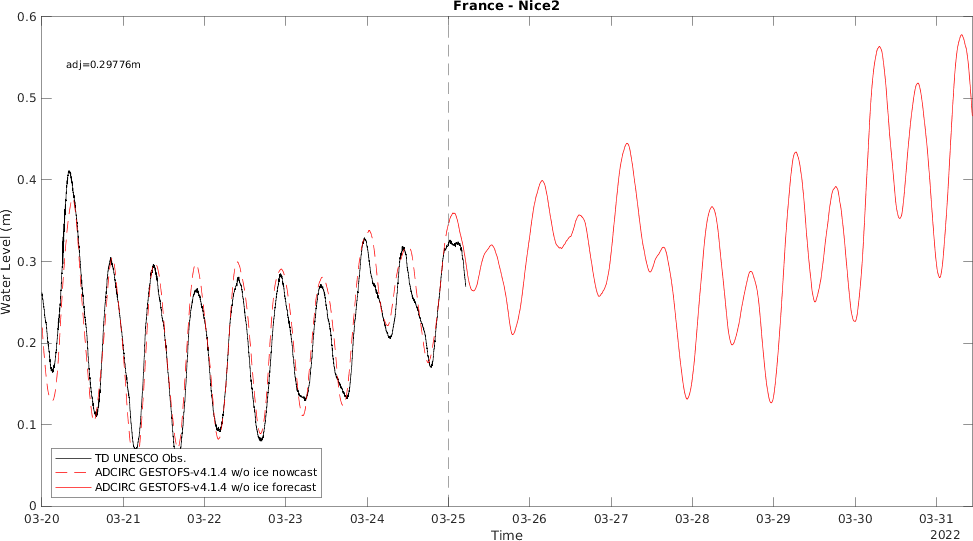 France - Nice2
adj=0.29776m
Water Level (m)
0.6
0.5
0.4
0.3
0.2
0.1
0
TD UNESCO Obs.
ADCIRC GESTOFS-v4.1.4 w/o ice nowcast
ADCIRC GESTOFS-v4.1.4 w/o ice forecast
03-20 03-21 03-22 03-23 03-24 03-25 03-26 03-27 03-28 03-29 03-30 03-31
Time
2022